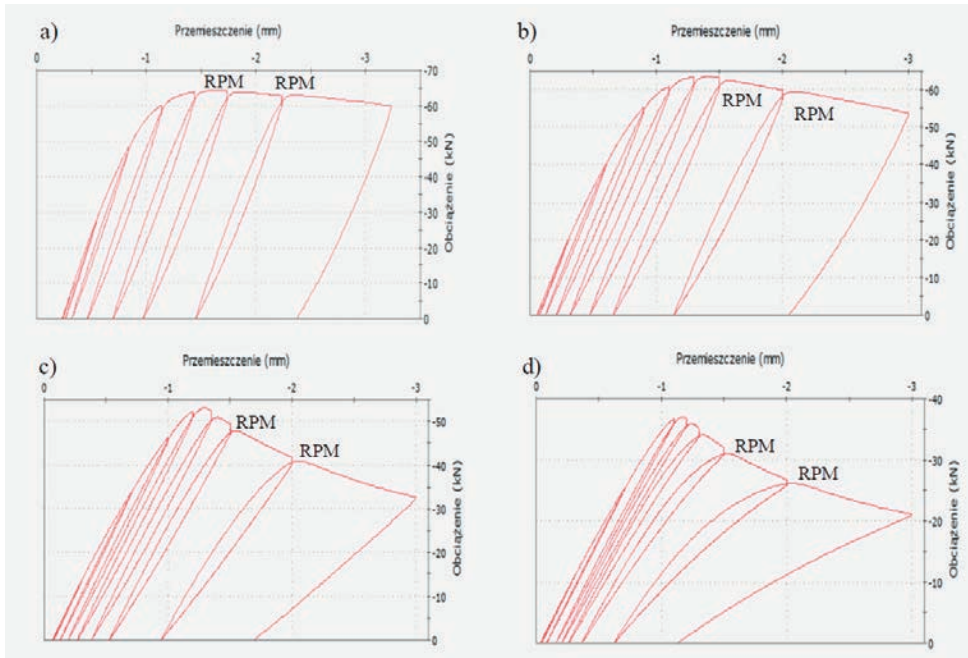 a)
Przemieszczenie (mm)
0 -1 -2 -3
RPM RPM
-70
-60
-50
-40
-30
-20
-10
0
Obciążenie (kN)
b)
Przemieszczenie (mm)
0 -1 -2 -3
RPM
RPM
-60
-50
-40
-30
-20
-10
0
Obciążenie (kN)
c)
Przemieszczenie (mm)
0 -1 -2 -3
RPM
RPM
-50
-40
-30
-20
-10
0
Obciążenie (kN)
d)
Przemieszczenie (mm)
0 -1 -2 -3
RPM
RPM
-40
-30
-20
-10
0
Obciążenie (kN)